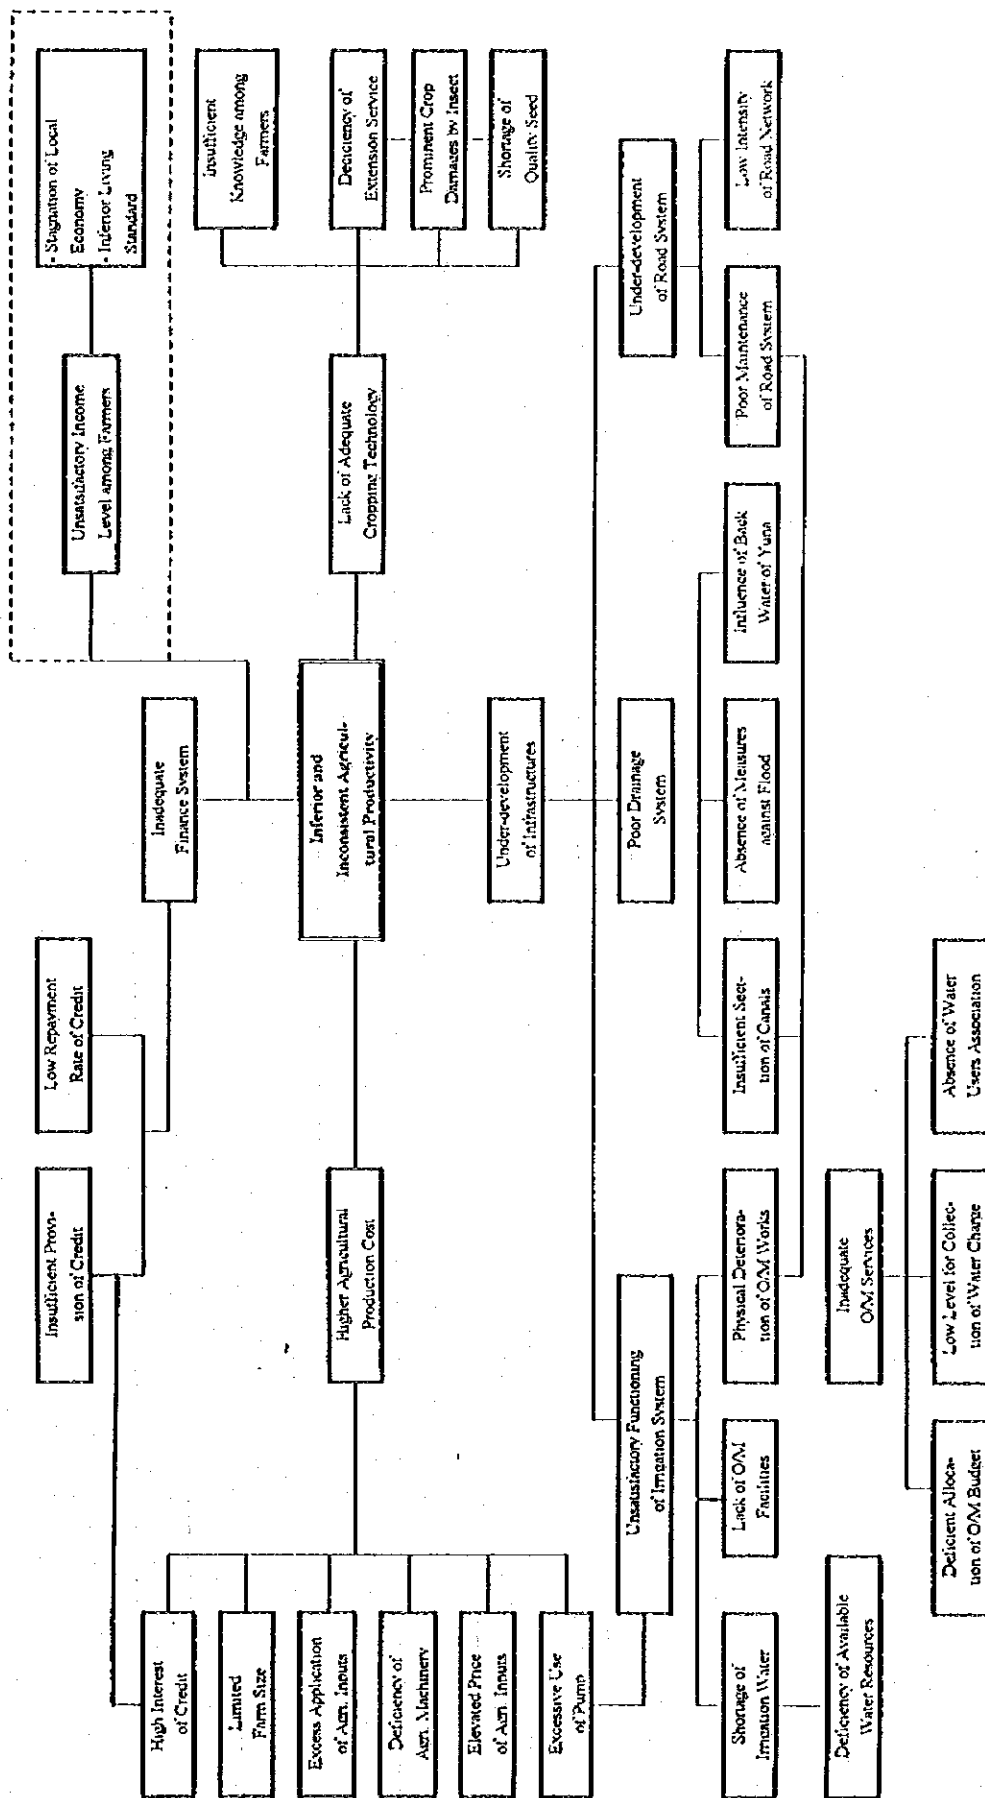 - Stagnation of Local
Economy
- Inferior Living
Standard
Unsatisfactory Income
Level among Farmers
Insufficient Provi-
sion of Credit
Low Repayment
Rate of Credit
Inadequate
Finance System
High Interest
of Credit
Limited
Farm Size
Excess Application
of Agri. Inputs
Deficiency of
Agri. Machinery
Elevated Price
of Agri. Inputs
Excessive Use
of Pump
Higher Agricultural
Production Cost
Inferior and
Inconsistent Agricul-
tural Productivity
Lack of Adequate
Cropping Technology
Insufficient
Knowledge among
Farmers
Deciciency of
Extension Service
Prominent Crop
Damages by Insect
Shortage of
Quality Seed
Under-development
of Infrastructures
Unsatisfactory Functioning
of Irrigation System
Poor Drainage
System
Under-development
of Road System
Shortage of
Irrigation Water
Lack of O/M
Facilities
Physical Deteriora-
tion of O/M Works
Insufficient Sect-
tion of Canals
Absence of Measures
against Flood
Influence of Back
Water of Yuna
Poor Maintenance
of Road System
Low Intensity
of Road Network
Deficiency of Available
Water Resources
Inadequate
O/M Services
Deficient Alloca-
tion of O/M Budget
Low Level for Collec-
tion of Water Charge
Absence of Water
Users Association